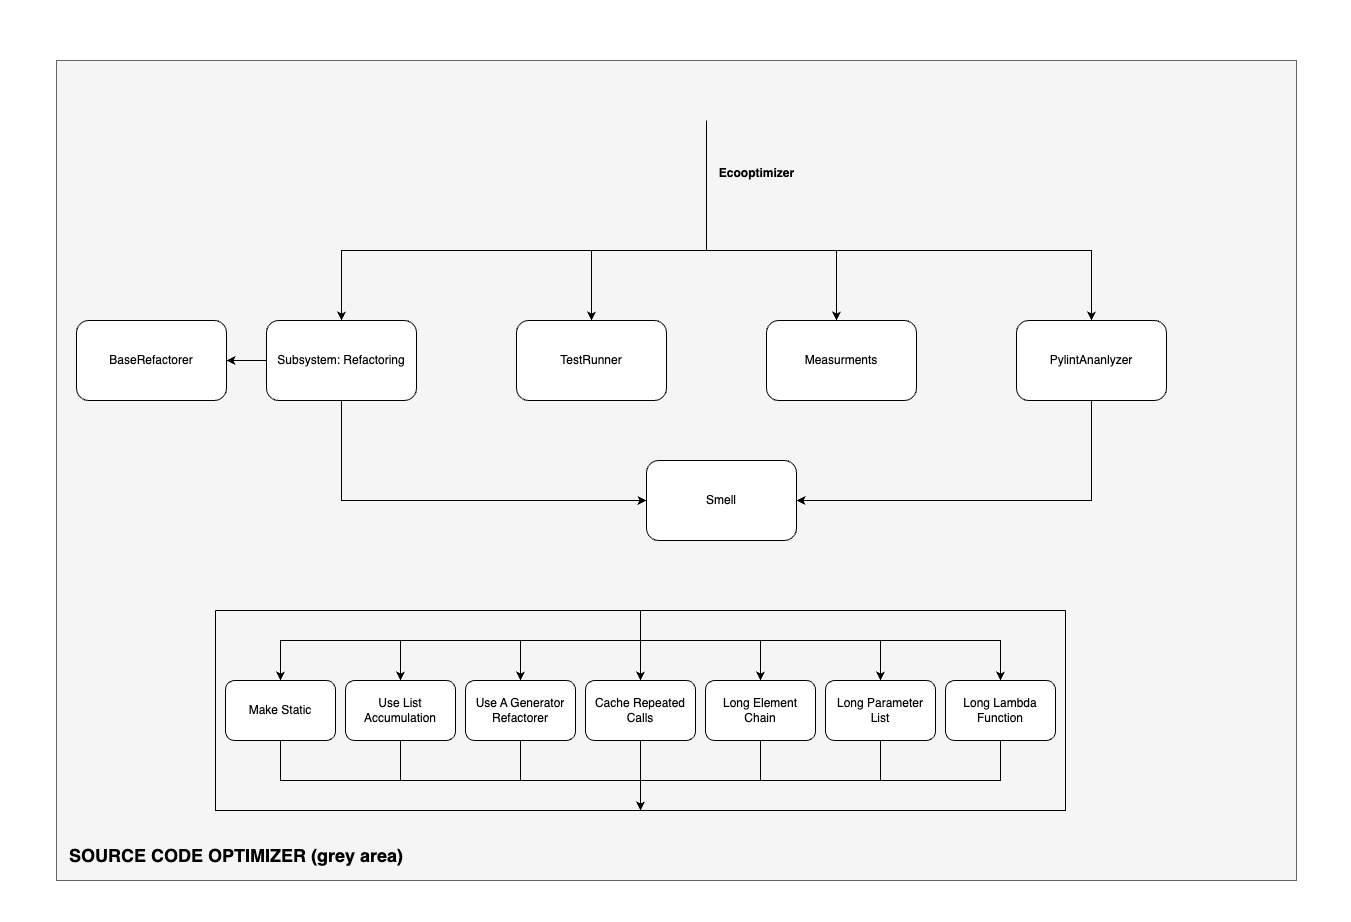 Ecooptimizer
BaseRefactorer
Subsystem: Refactoring
TestRunner
Measurments
PylintAnanlyzer
Smell
Make Static
Use List
Accumulation
Use A Generator
Refactorer
Cache Repeated
Calls
Long Element
Chain
Long Parameter
List
Long Lambda
Function
SOURCE CODE OPTIMIZER (grey area)